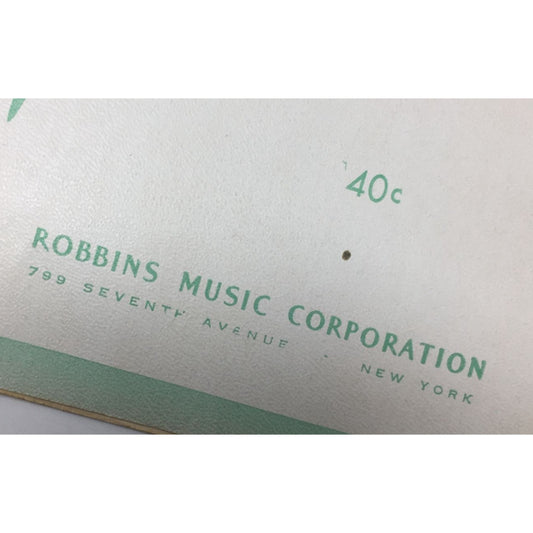 40c
ROBBINS MUSIC CORPORATION
799 SEVENTH AVENUE NEW YORK